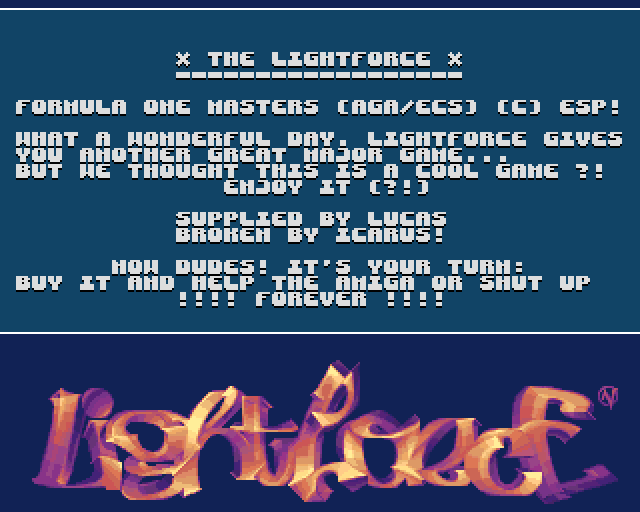 * THE LIGHTFORCE *
FORMULA ONE MASTERS (AGA/ECS) (C) ESP!
WHAT A WONDERFUL DAY, LIGHTFORCE GIVES
YOU ANOTHER GREAT MAJOR GAME...
BUT WE THOUGHT THIS IS A COOL GAME ?!
ENJOY IT (?!)
SUPPLIED BY LUCAS
BROKEN BY ICARUS!
NOW DUDES! IT'S YOUR TURN:
BUY IT AND HELP THE AMIGA OR SHUT UP
!!!! FOREVER !!!!
Lightforce